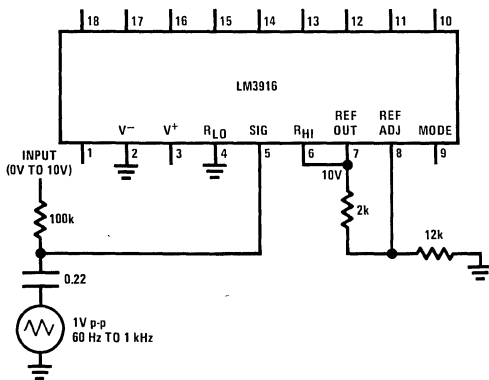 18 17 16 15 14 13 12 11 10
LM3916
V− V+ RLO SIG RHI REF OUT REF ADJ MODE
1 2 3 4 5 6 7 8 9
INPUT
(0V TO 10V)
10V
100k
2k
12k
0.22
1V p-p
60 Hz TO 1 kHz